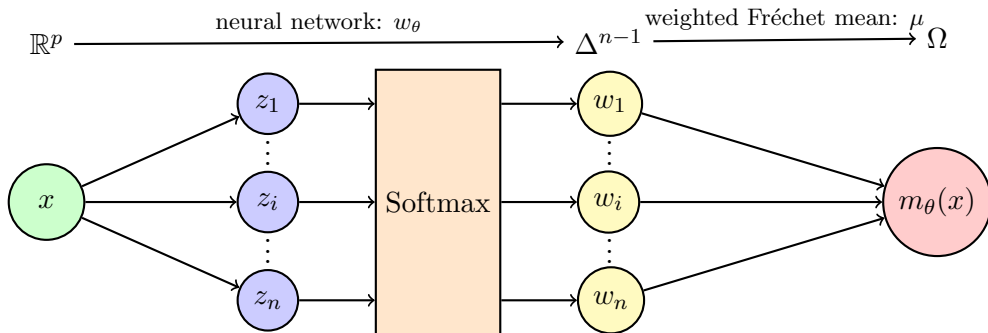 neural network: w_θ
weighted Fréchet mean: μ
ℝ^p
Δ^{n−1}
Ω
z_1
w_1
⋮
⋮
x
z_i
Softmax
w_i
m_θ(x)
⋮
⋮
z_n
w_n